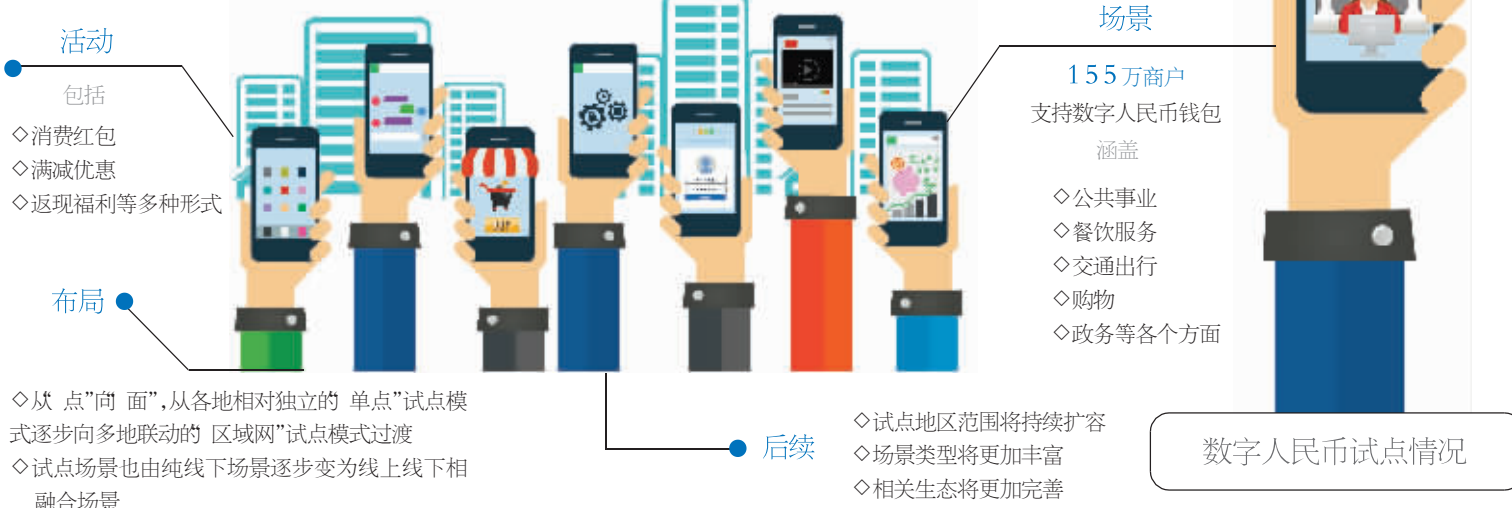 活动
包括
◇消费红包
◇满减优惠
◇返现福利等多种形式
场景
155万商户
支持数字人民币钱包
涵盖
◇公共事业
◇餐饮服务
◇交通出行
◇购物
◇政务等各个方面
布局
◇从“点”向“面”,从各地相对独立的“单点”试点模
式逐步向多地联动的“区域网”试点模式过渡
◇试点场景也由纯线下场景逐步变为线上线下相
融合场景
后续
◇试点地区范围将持续扩容
◇场景类型将更加丰富
◇相关生态将更加完善
数字人民币试点情况